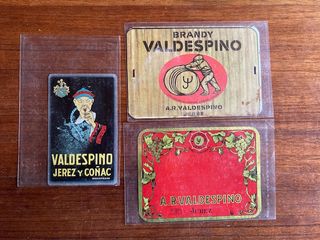 VALDESPINO
JEREZ Y COÑAC
BRANDY
VALDESPINO
A.R.VALDESPINO
JEREZ
A.R.VALDESPINO
JEREZ